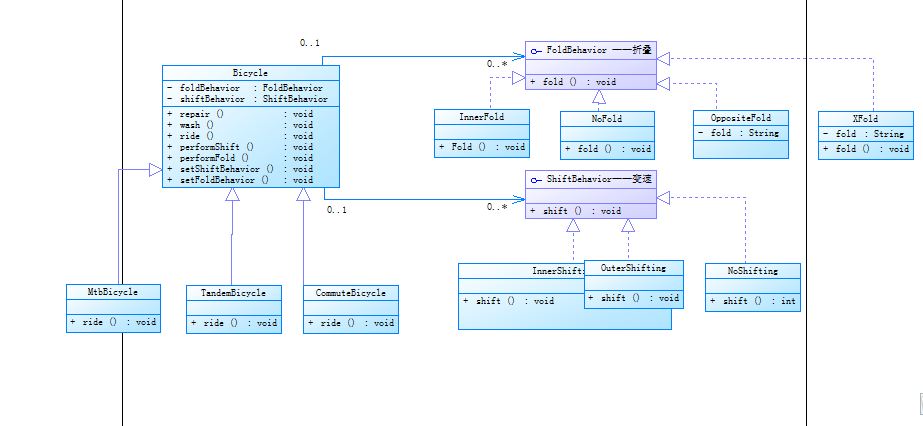 0..1
FoldBehavior ——折叠
0..*
+ fold () : void
Bicycle
- foldBehavior : FoldBehavior
- shiftBehavior : ShiftBehavior
+ repair () : void
+ wash () : void
+ ride () : void
+ performShift () : void
+ performFold () : void
+ setShiftBehavior () : void
+ setFoldBehavior () : void
InnerFold
+ Fold () : void
NoFold
+ fold () : void
OppositeFold
- fold : String
XFold
- fold : String
+ fold () : void
ShiftBehavior——变速
0..1
0..*
+ shift () : void
MtbBicycle
+ ride () : void
TandemBicycle
+ ride () : void
CommuteBicycle
+ ride () : void
InnerShifti
+ shift () : void
OuterShifting
+ shift () : void
NoShifting
+ shift () : int